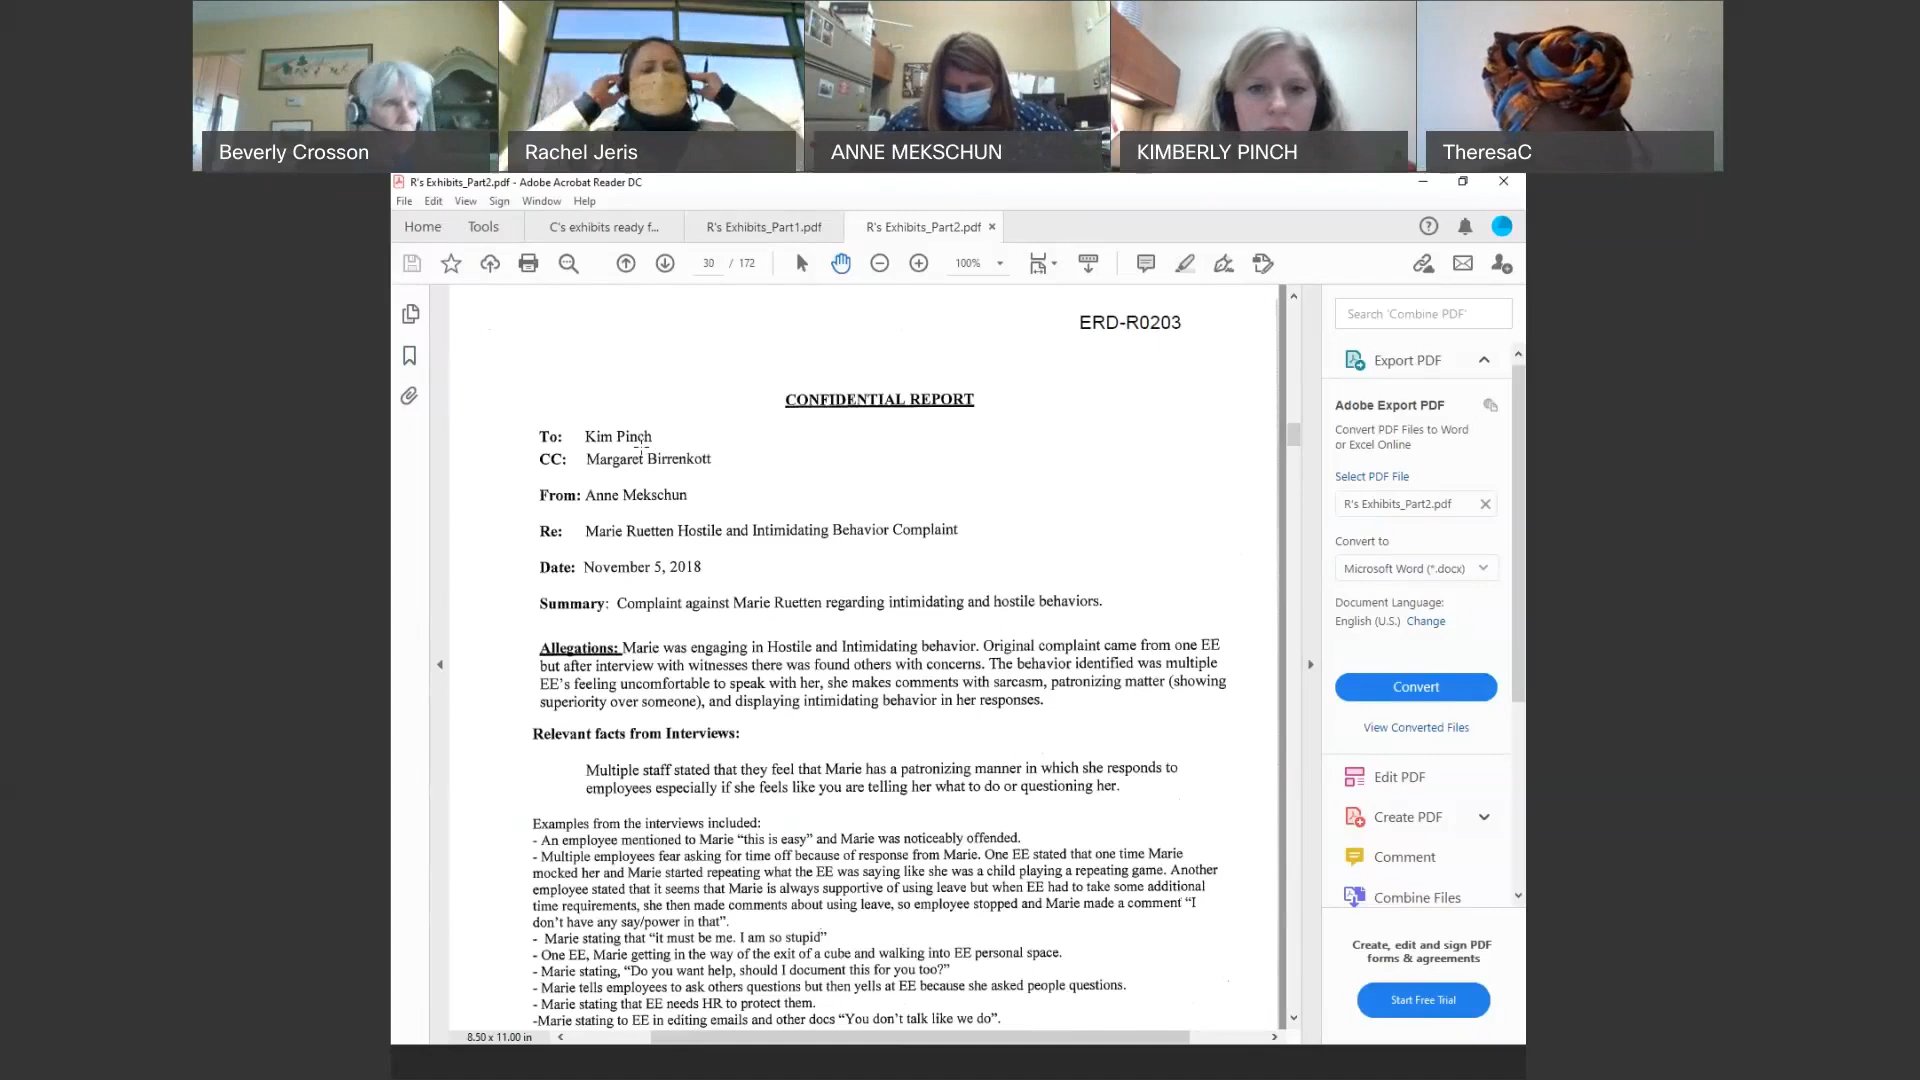 Beverly Crosson
Rachel Jeris
ANNE MEKSCHUN
KIMBERLY PINCH
TheresaC
R's Exhibits_Part2.pdf - Adobe Acrobat Reader DC
File Edit View Sign Window Help
Home Tools C's exhibits ready f... R's Exhibits_Part1.pdf R's Exhibits_Part2.pdf ×
30 / 172 100%
ERD-R0203
CONFIDENTIAL REPORT
To: Kim Pinch
CC: Margaret Birrenkott
From: Anne Mekschun
Re: Marie Ruetten Hostile and Intimidating Behavior Complaint
Date: November 5, 2018
Summary: Complaint against Marie Ruetten regarding intimidating and hostile behaviors.
Allegations: Marie was engaging in Hostile and Intimidating behavior. Original complaint came from one EE
but after interview with witnesses there was found others with concerns. The behavior identified was multiple
EE's feeling uncomfortable to speak with her, she makes comments with sarcasm, patronizing matter (showing
superiority over someone), and displaying intimidating behavior in her responses.
Relevant facts from Interviews:
Multiple staff stated that they feel that Marie has a patronizing manner in which she responds to
employees especially if she feels like you are telling her what to do or questioning her.
Examples from the interviews included:
- An employee mentioned to Marie “this is easy” and Marie was noticeably offended.
- Multiple employees fear asking for time off because of response from Marie. One EE stated that one time Marie
mocked her and Marie started repeating what the EE was saying like she was a child playing a repeating game. Another
employee stated that it seems that Marie is always supportive of using leave but when EE had to take some additional
time requirements, she then made comments about using leave, so employee stopped and Marie made a comment “I
don't have any say/power in that”.
- Marie stating that “it must be me. I am so stupid”
- One EE, Marie getting in the way of the exit of a cube and walking into EE personal space.
- Marie stating, “Do you want help, should I document this for you too?”
- Marie tells employees to ask others questions but then yells at EE because she asked people questions.
- Marie stating that EE needs HR to protect them.
-Marie stating to EE in editing emails and other docs “You don't talk like we do”.
8.50 x 11.00 in
Search 'Combine PDF'
Export PDF
Adobe Export PDF
Convert PDF Files to Word
or Excel Online
Select PDF File
R's Exhibits_Part2.pdf
Convert to
Microsoft Word (*.docx)
Document Language:
English (U.S.) Change
Convert
View Converted Files
Edit PDF
Create PDF
Comment
Combine Files
Create, edit and sign PDF
forms & agreements
Start Free Trial